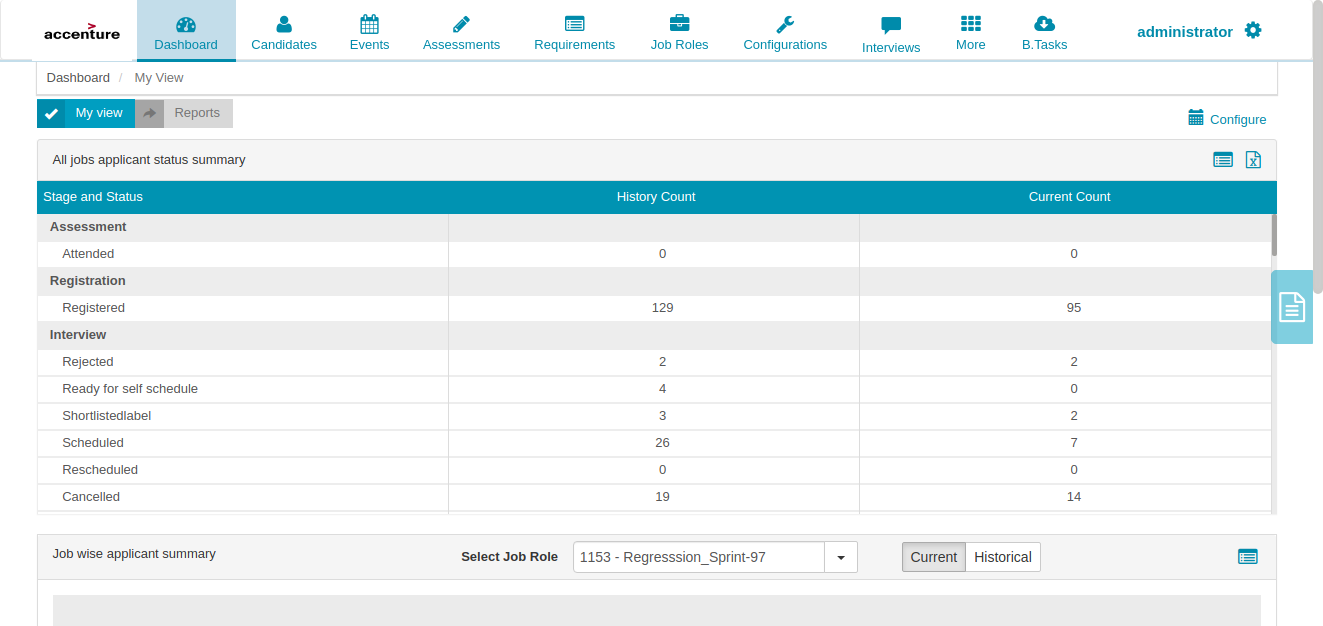 accenture
Dashboard Candidates Events Assessments Requirements Job Roles Configurations Interviews More B.Tasks administrator
Dashboard / My View
My view Reports Configure
All jobs applicant status summary
Stage and Status History Count Current Count
Assessment
Attended 0 0
Registration
Registered 129 95
Interview
Rejected 2 2
Ready for self schedule 4 0
Shortlistedlabel 3 2
Scheduled 26 7
Rescheduled 0 0
Cancelled 19 14
Job wise applicant summary Select Job Role 1153 - Regresssion_Sprint-97 Current Historical